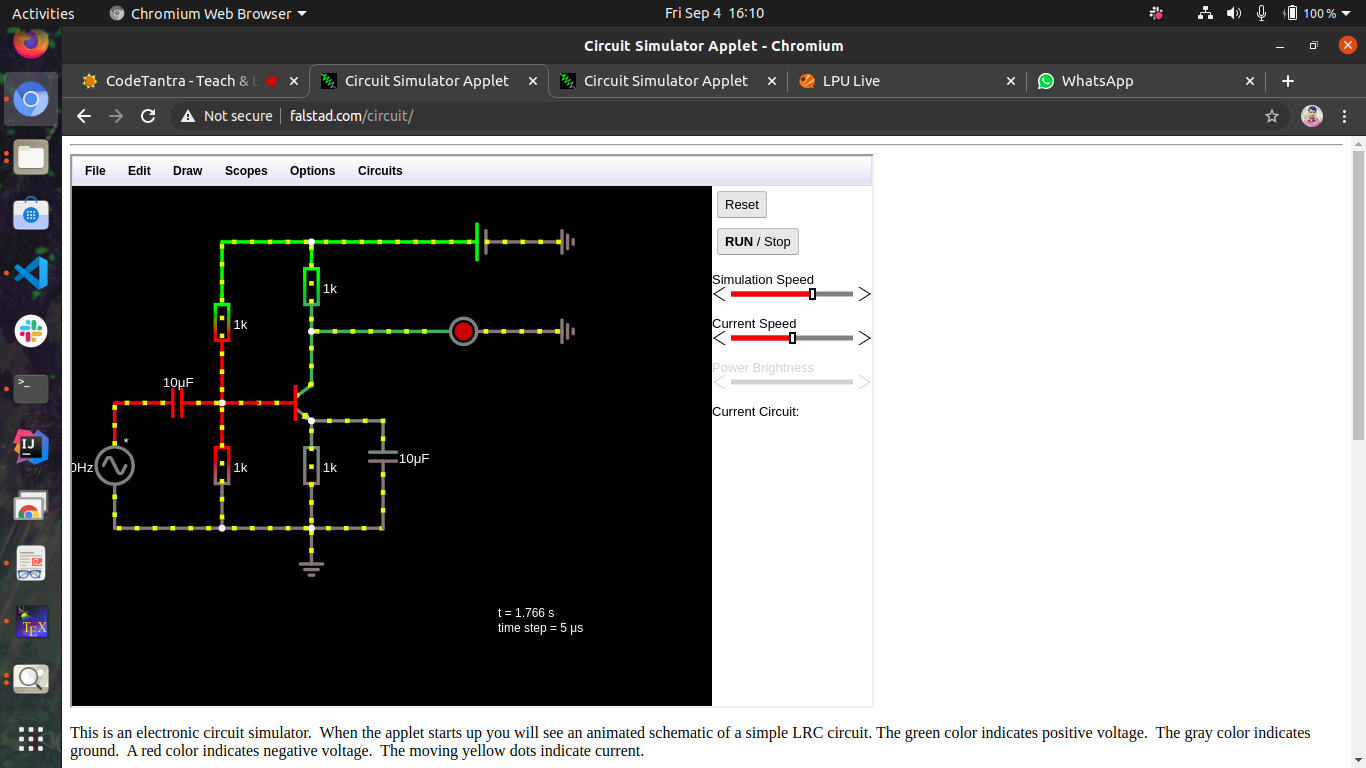 Activities Chromium Web Browser Fri Sep 4 16:10 100 %
Circuit Simulator Applet - Chromium
CodeTantra - Teach & L Circuit Simulator Applet Circuit Simulator Applet LPU Live WhatsApp
Not secure falstad.com/circuit/
File Edit Draw Scopes Options Circuits
Reset
RUN / Stop
Simulation Speed
Current Speed
Power Brightness
Current Circuit:
1k
1k
10μF
*
0Hz
1k
1k
10μF
t = 1.766 s
time step = 5 μs
This is an electronic circuit simulator. When the applet starts up you will see an animated schematic of a simple LRC circuit. The green color indicates positive voltage. The gray color indicates
ground. A red color indicates negative voltage. The moving yellow dots indicate current.